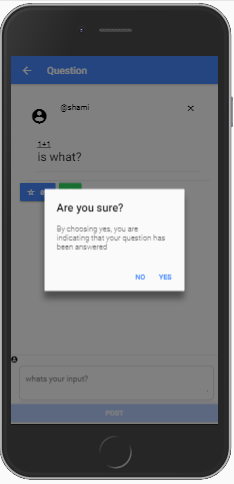 Question
@shami
1+1
is what?
Are you sure?
By choosing yes, you are
indicating that your question has
been answered
NO YES
whats your input?
POST